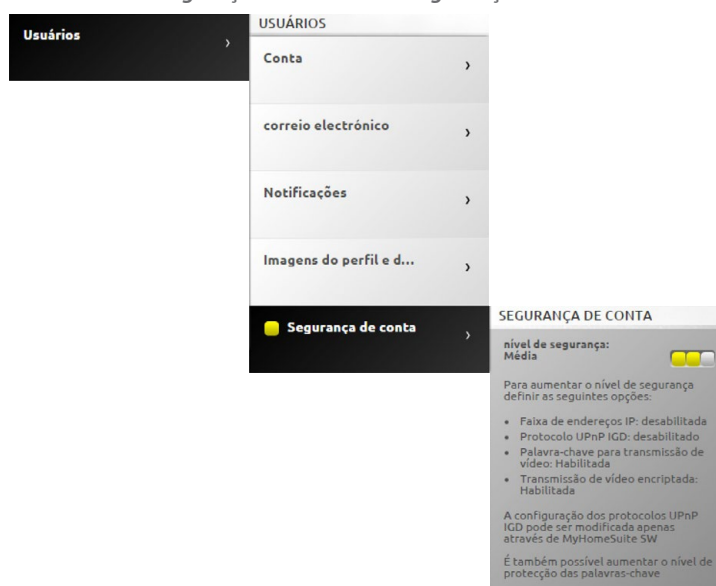 Usuários
USUÁRIOS
Conta
correio electrónico
Notificações
Imagens do perfil e d...
Segurança de conta
SEGURANÇA DE CONTA
nível de segurança:
Média
Para aumentar o nível de segurança
definir as seguintes opções:
• Faixa de endereços IP: desabilitada
• Protocolo UPnP IGD: desabilitado
• Palavra-chave para transmissão de
vídeo: Habilitada
• Transmissão de vídeo encriptada:
Habilitada
A configuração dos protocolos UPnP
IGD pode ser modificada apenas
através de MyHomeSuite SW
É também possível aumentar o nível de
protecção das palavras-chave